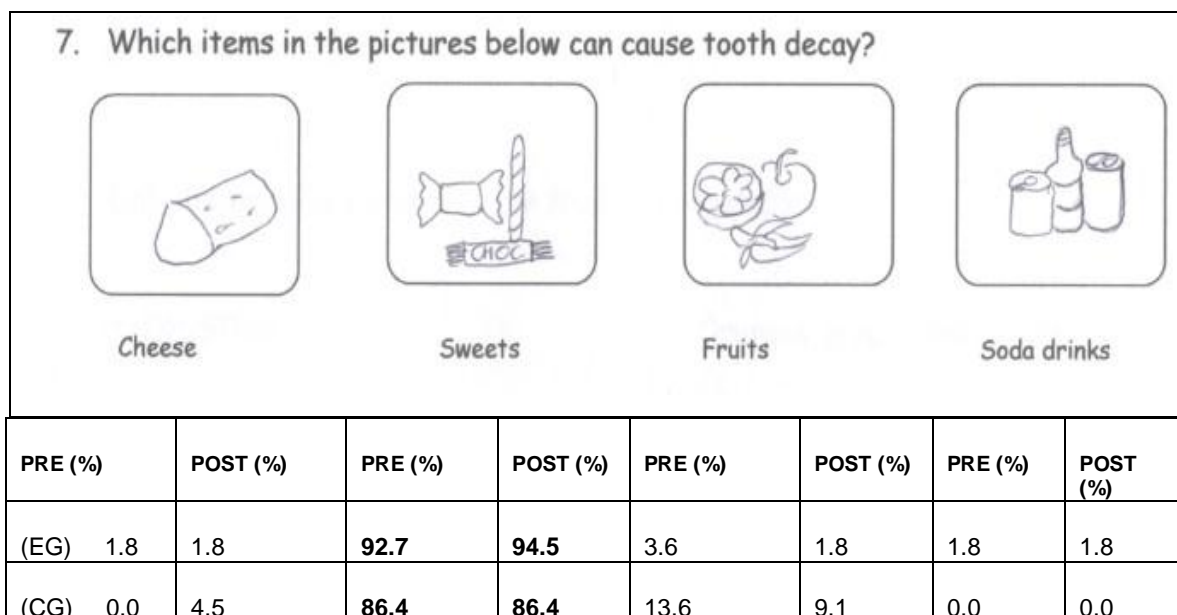 7. Which items in the pictures below can cause tooth decay?
CHOC
Cheese Sweets Fruits Soda drinks
PRE (%) POST (%) PRE (%) POST (%) PRE (%) POST (%) PRE (%) POST (%)
(EG) 1.8 1.8 92.7 94.5 3.6 1.8 1.8 1.8
(CG) 0.0 4.5 86.4 86.4 13.6 9.1 0.0 0.0